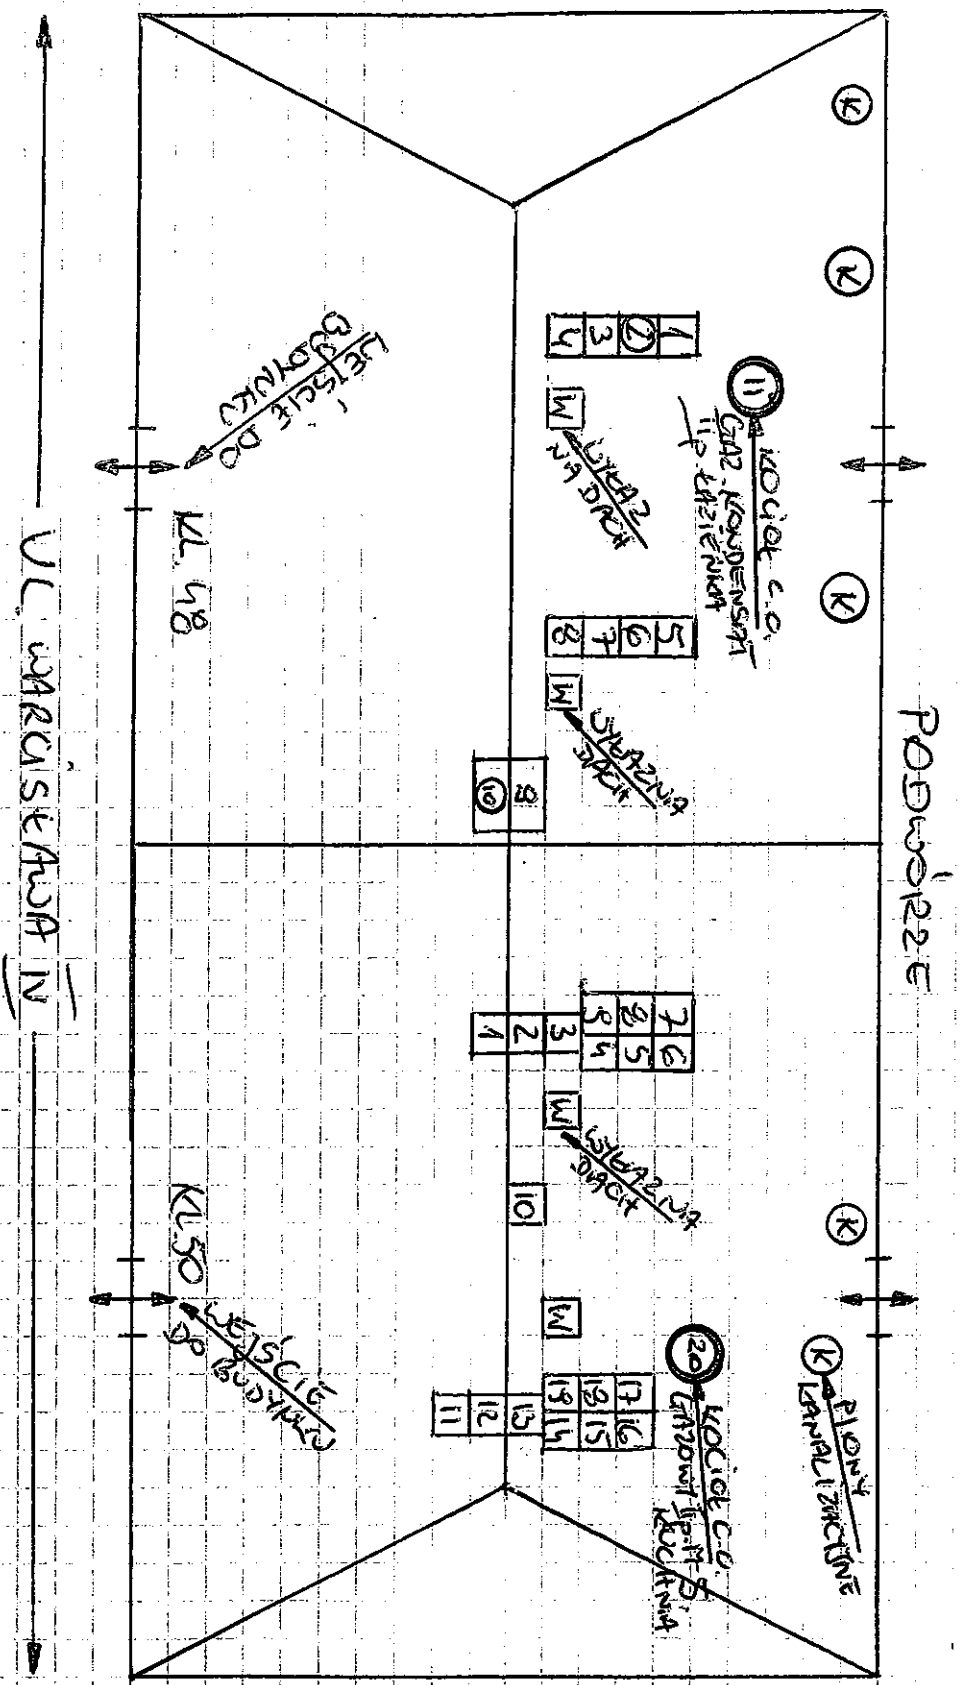 PODWÓRZE
K
K
K
K
K
PIONY
KANALIZACYJNE
11
KOCIOŁ C.O.
GAZ-KONDENSAT
IIp. ŁAZIENKA
20
KOCIOŁ C.O.
GAZOWY IIp. M-5.
KUCHNIA
1
2
3
4
W
WYŁAZ
NA DACH
5
6
7
8
W
WYŁAZ NA
DACH
9
10
7 6
8 5
9 4
3
2
1
W
WYŁAZ NA
DACH
10
W
17 16
18 15
19 14
13
12
11
WEJŚCIE DO
BUDYNKU
KL. 48
KL 50
WEJŚCIE
DO BUDYNKU
UL. WARCISŁAWA IV